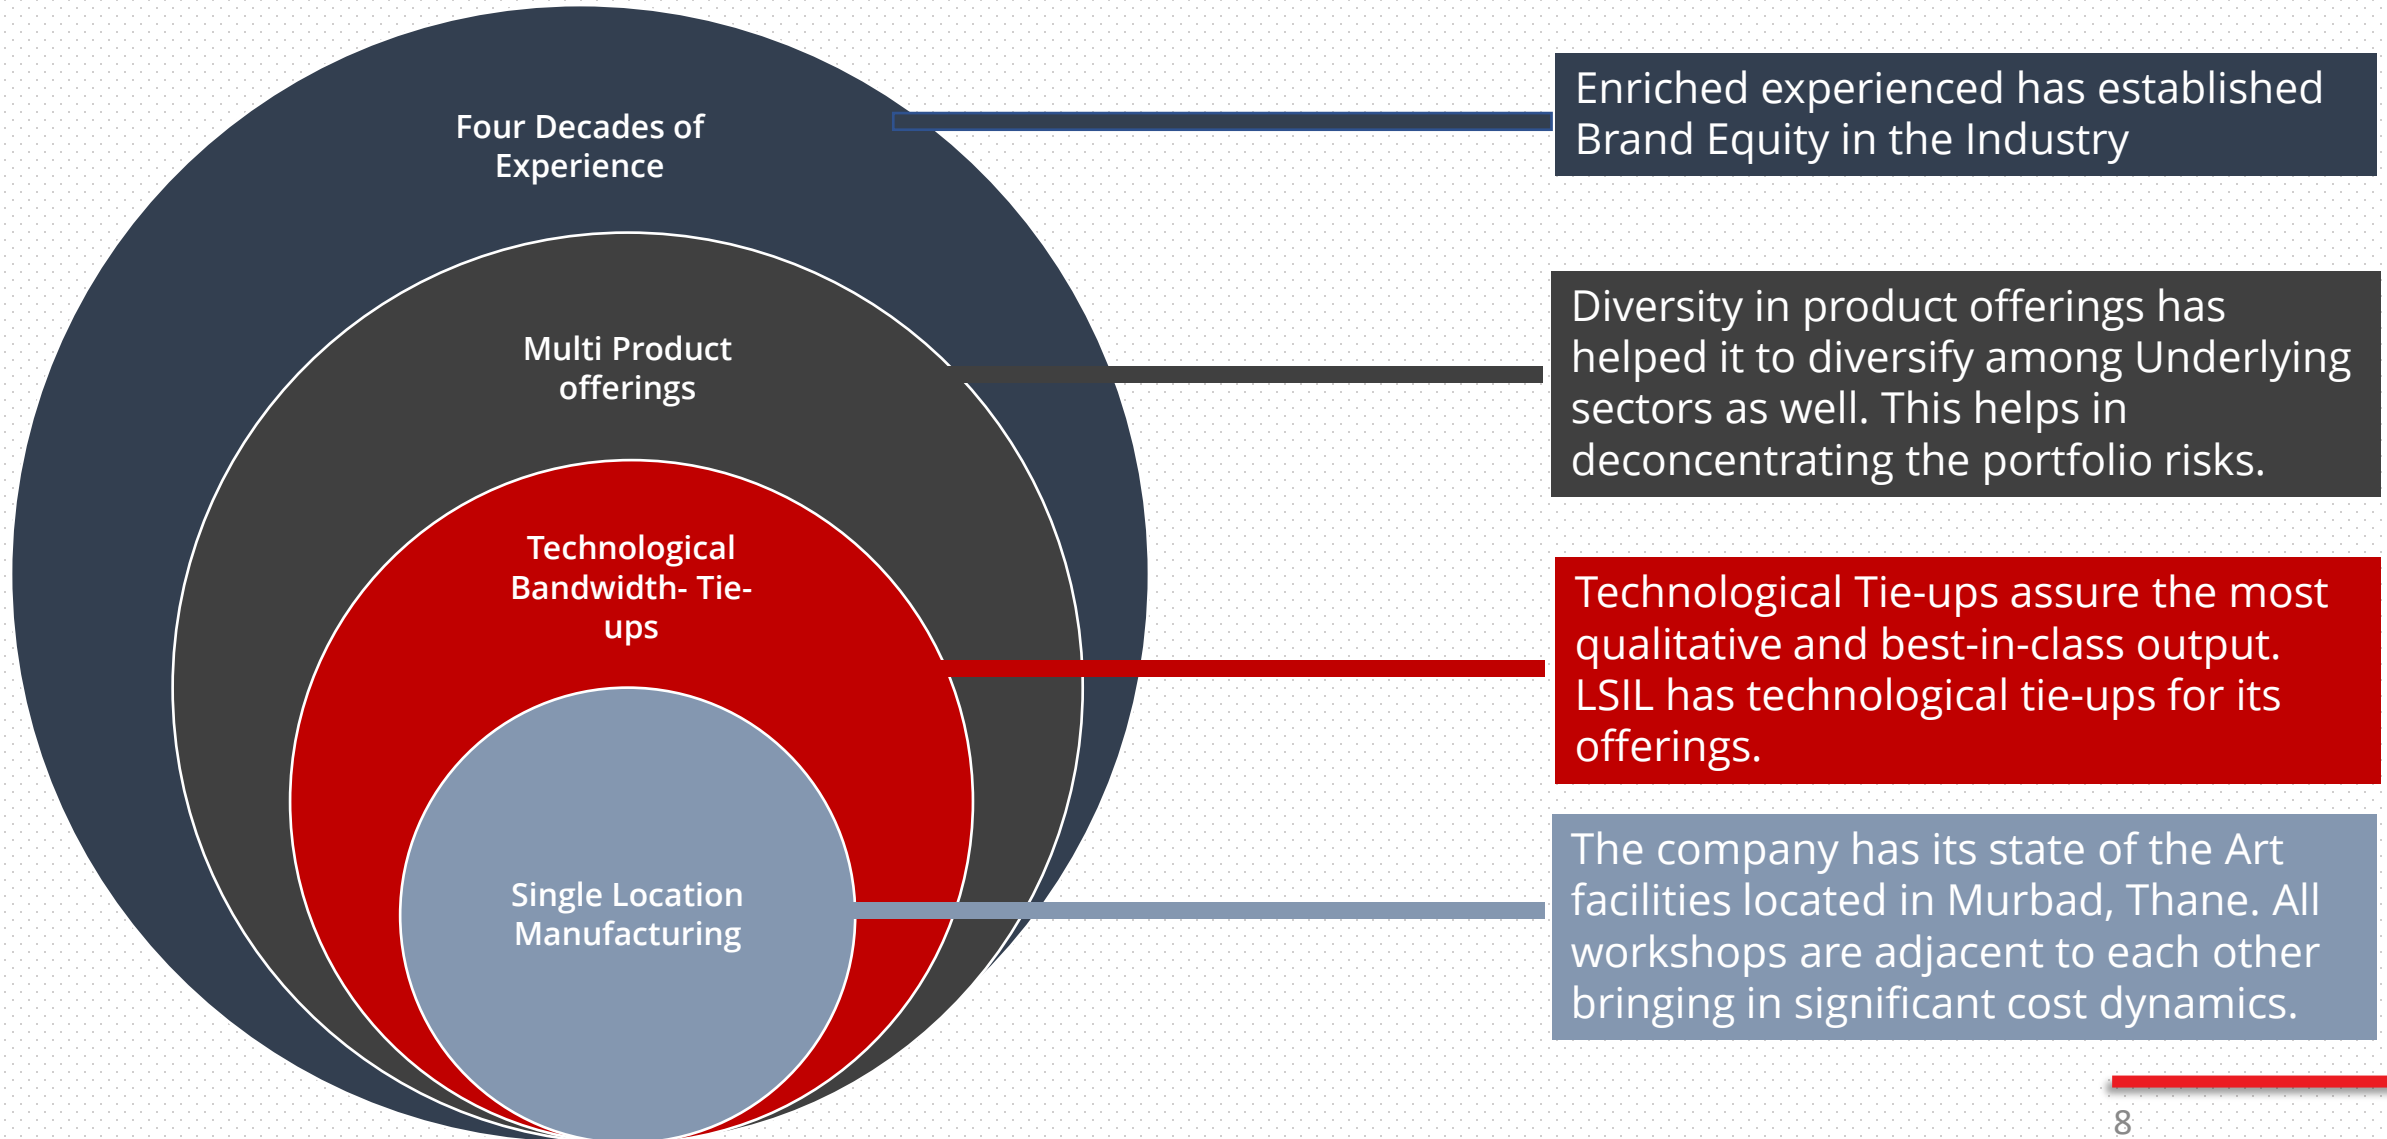 Four Decades of
Experience
Enriched experienced has established
Brand Equity in the Industry
Multi Product
offerings
Diversity in product offerings has
helped it to diversify among Underlying
sectors as well. This helps in
deconcentrating the portfolio risks.
Technological
Bandwidth- Tie-
ups
Technological Tie-ups assure the most
qualitative and best-in-class output.
LSIL has technological tie-ups for its
offerings.
Single Location
Manufacturing
The company has its state of the Art
facilities located in Murbad, Thane. All
workshops are adjacent to each other
bringing in significant cost dynamics.
8